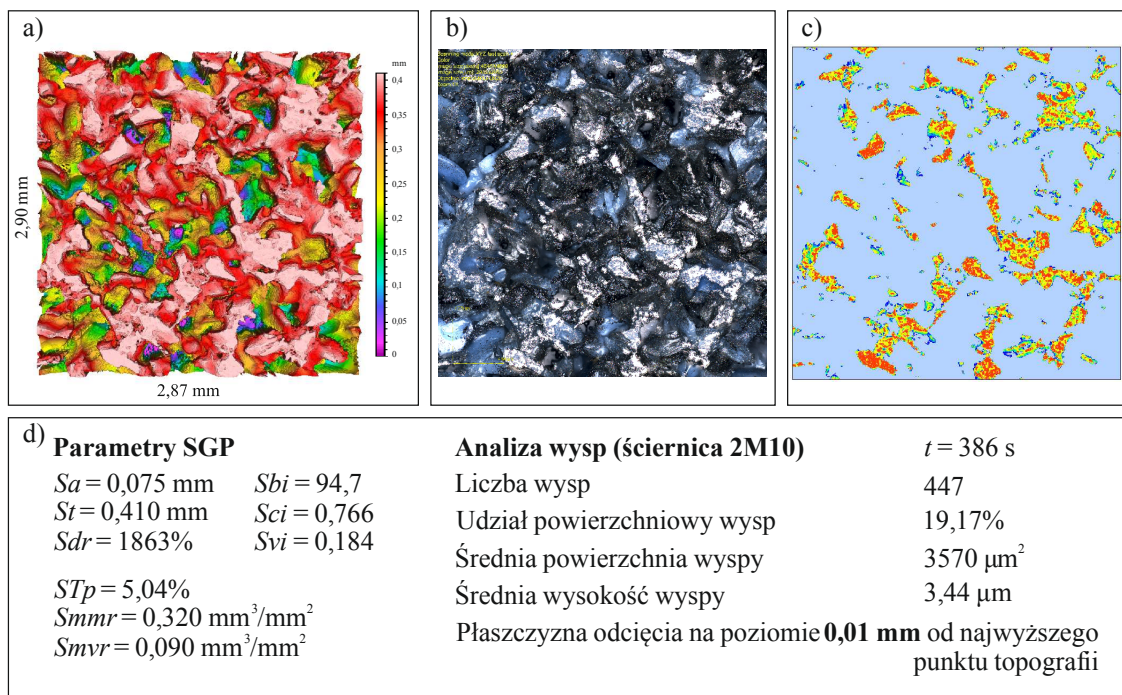 a)
mm
0,4
0,35
0,3
0,25
0,2
0,15
0,1
0,05
0
2,90 mm
2,87 mm
b)
c)
d)
Parametry SGP
Sa = 0,075 mm
St = 0,410 mm
Sdr = 1863%
Sbi = 94,7
Sci = 0,766
Svi = 0,184
STp = 5,04%
Smmr = 0,320 mm³/mm²
Smvr = 0,090 mm³/mm²
Analiza wysp (ściernica 2M10) t = 386 s
Liczba wysp 447
Udział powierzchniowy wysp 19,17%
Średnia powierzchnia wyspy 3570 μm²
Średnia wysokość wyspy 3,44 μm
Płaszczyzna odcięcia na poziomie 0,01 mm od najwyższego
punktu topografii